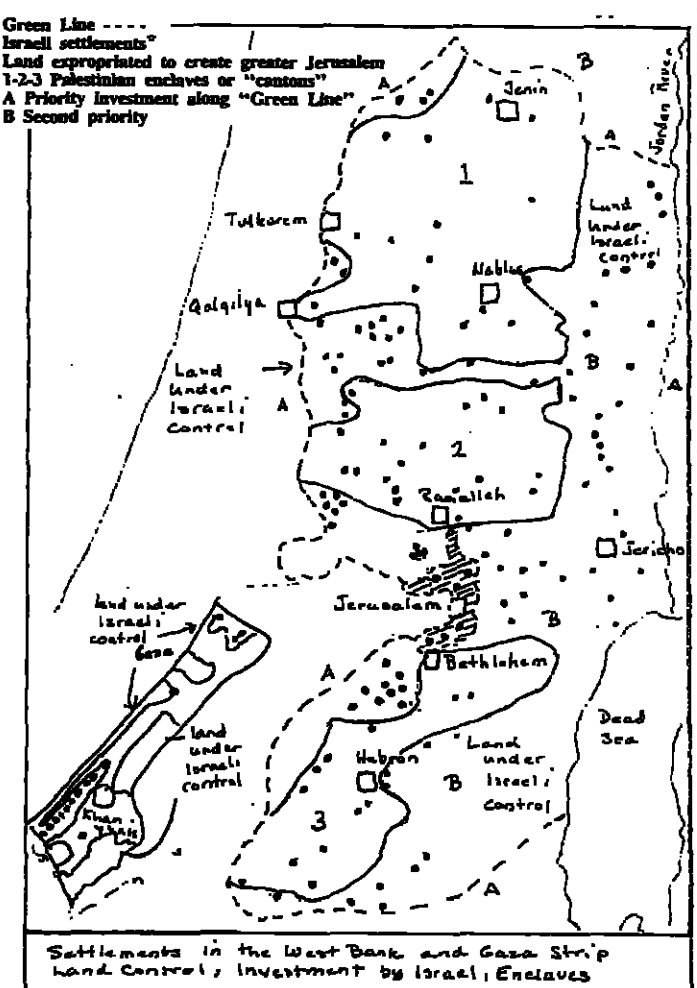 Green Line ----
Israeli settlements*
Land expropriated to create greater Jerusalem
1-2-3 Palestinian enclaves or "cantons"
A Priority investment along "Green Line"
B Second priority
B
A
Jenin
Jordan River
A
1
Land
under
Israeli
control
Tulkarem
Nablus
Qalqilya
Land
under
Israeli
control
A
B
A
2
Ramallah
Jericho
Jerusalem
B
land under
Israeli
control
Gaza
A
Bethlehem
land
under
Israeli
control
Dead
Sea
Hebron
Land
under
Israeli
control
B
3
Khan
A
Settlements in the West Bank and Gaza Strip
Land Control, Investment by Israel, Enclaves